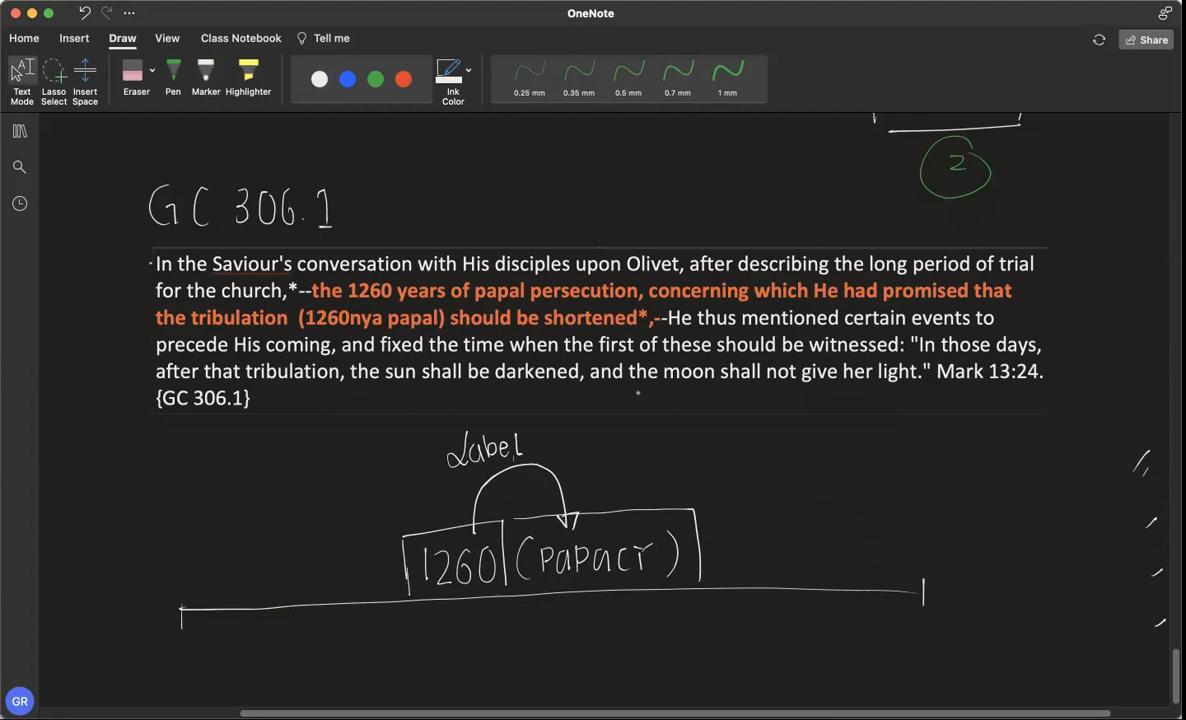 OneNote
Home Insert Draw View Class Notebook Tell me
Share
Text Mode
Lasso Select
Insert Space
Eraser
Pen
Marker
Highlighter
Ink Color
0.25 mm 0.35 mm 0.5 mm 0.7 mm 1 mm
2
GC 306.1
In the Saviour's conversation with His disciples upon Olivet, after describing the long period of trial
for the church,*--the 1260 years of papal persecution, concerning which He had promised that
the tribulation (1260nya papal) should be shortened*,--He thus mentioned certain events to
precede His coming, and fixed the time when the first of these should be witnessed: "In those days,
after that tribulation, the sun shall be darkened, and the moon shall not give her light." Mark 13:24.
{GC 306.1}
Label
1260 (papacy)
GR